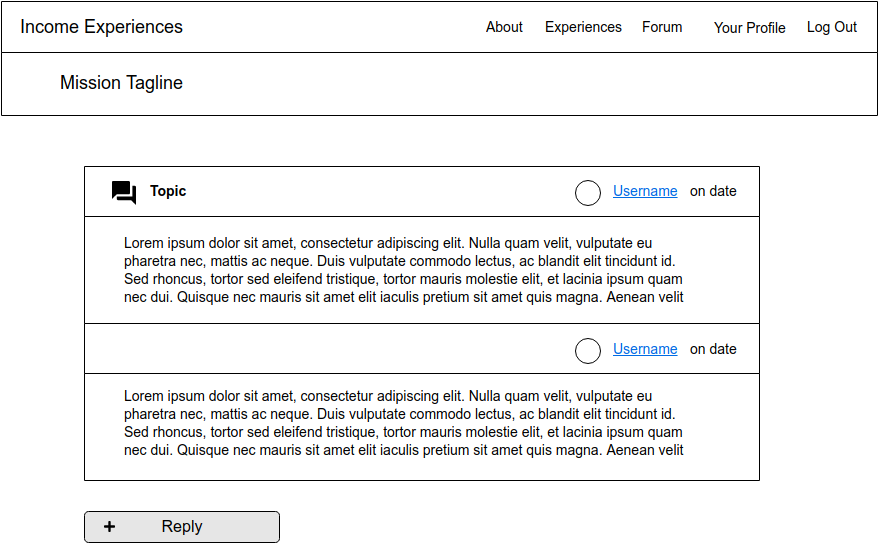 Income Experiences About Experiences Forum Your Profile Log Out
Mission Tagline
Topic Username on date
Lorem ipsum dolor sit amet, consectetur adipiscing elit. Nulla quam velit, vulputate eu
pharetra nec, mattis ac neque. Duis vulputate commodo lectus, ac blandit elit tincidunt id.
Sed rhoncus, tortor sed eleifend tristique, tortor mauris molestie elit, et lacinia ipsum quam
nec dui. Quisque nec mauris sit amet elit iaculis pretium sit amet quis magna. Aenean velit
Username on date
Lorem ipsum dolor sit amet, consectetur adipiscing elit. Nulla quam velit, vulputate eu
pharetra nec, mattis ac neque. Duis vulputate commodo lectus, ac blandit elit tincidunt id.
Sed rhoncus, tortor sed eleifend tristique, tortor mauris molestie elit, et lacinia ipsum quam
nec dui. Quisque nec mauris sit amet elit iaculis pretium sit amet quis magna. Aenean velit
+ Reply